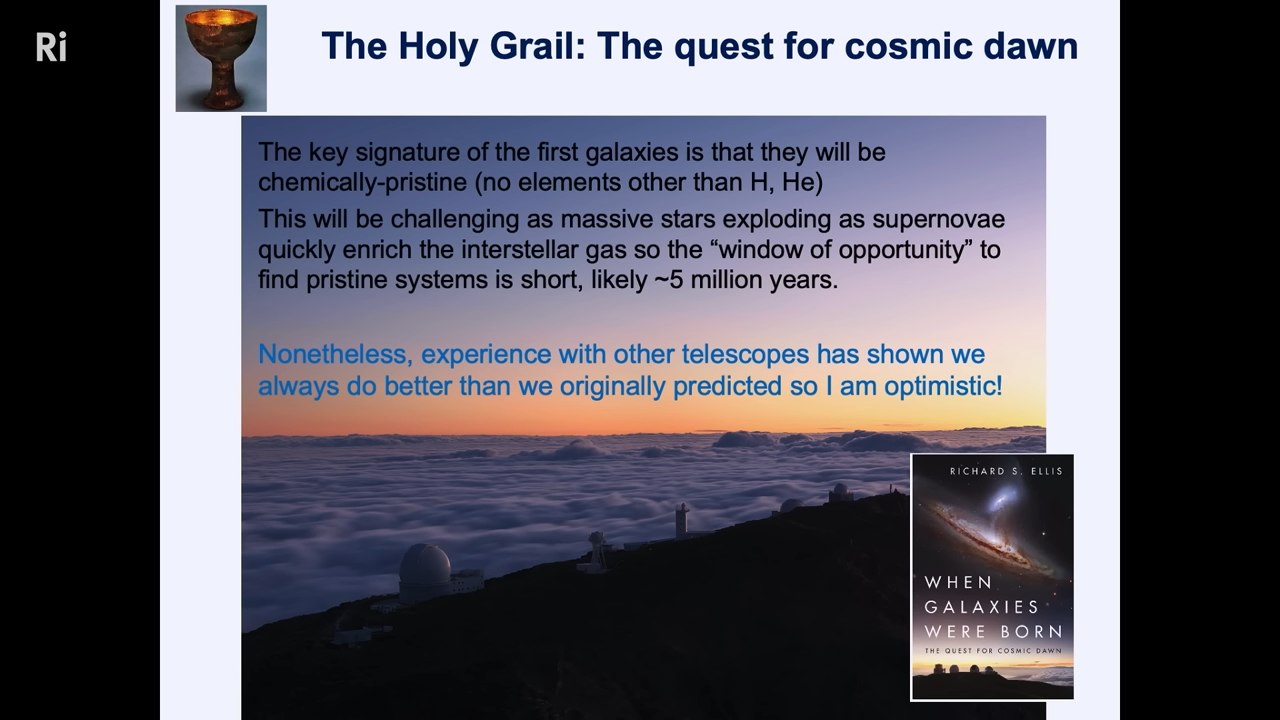 Ri
The Holy Grail: The quest for cosmic dawn
The key signature of the first galaxies is that they will be
chemically-pristine (no elements other than H, He)
This will be challenging as massive stars exploding as supernovae
quickly enrich the interstellar gas so the “window of opportunity” to
find pristine systems is short, likely ~5 million years.
Nonetheless, experience with other telescopes has shown we
always do better than we originally predicted so I am optimistic!
RICHARD S. ELLIS
WHEN
GALAXIES
WERE BORN
THE QUEST FOR COSMIC DAWN